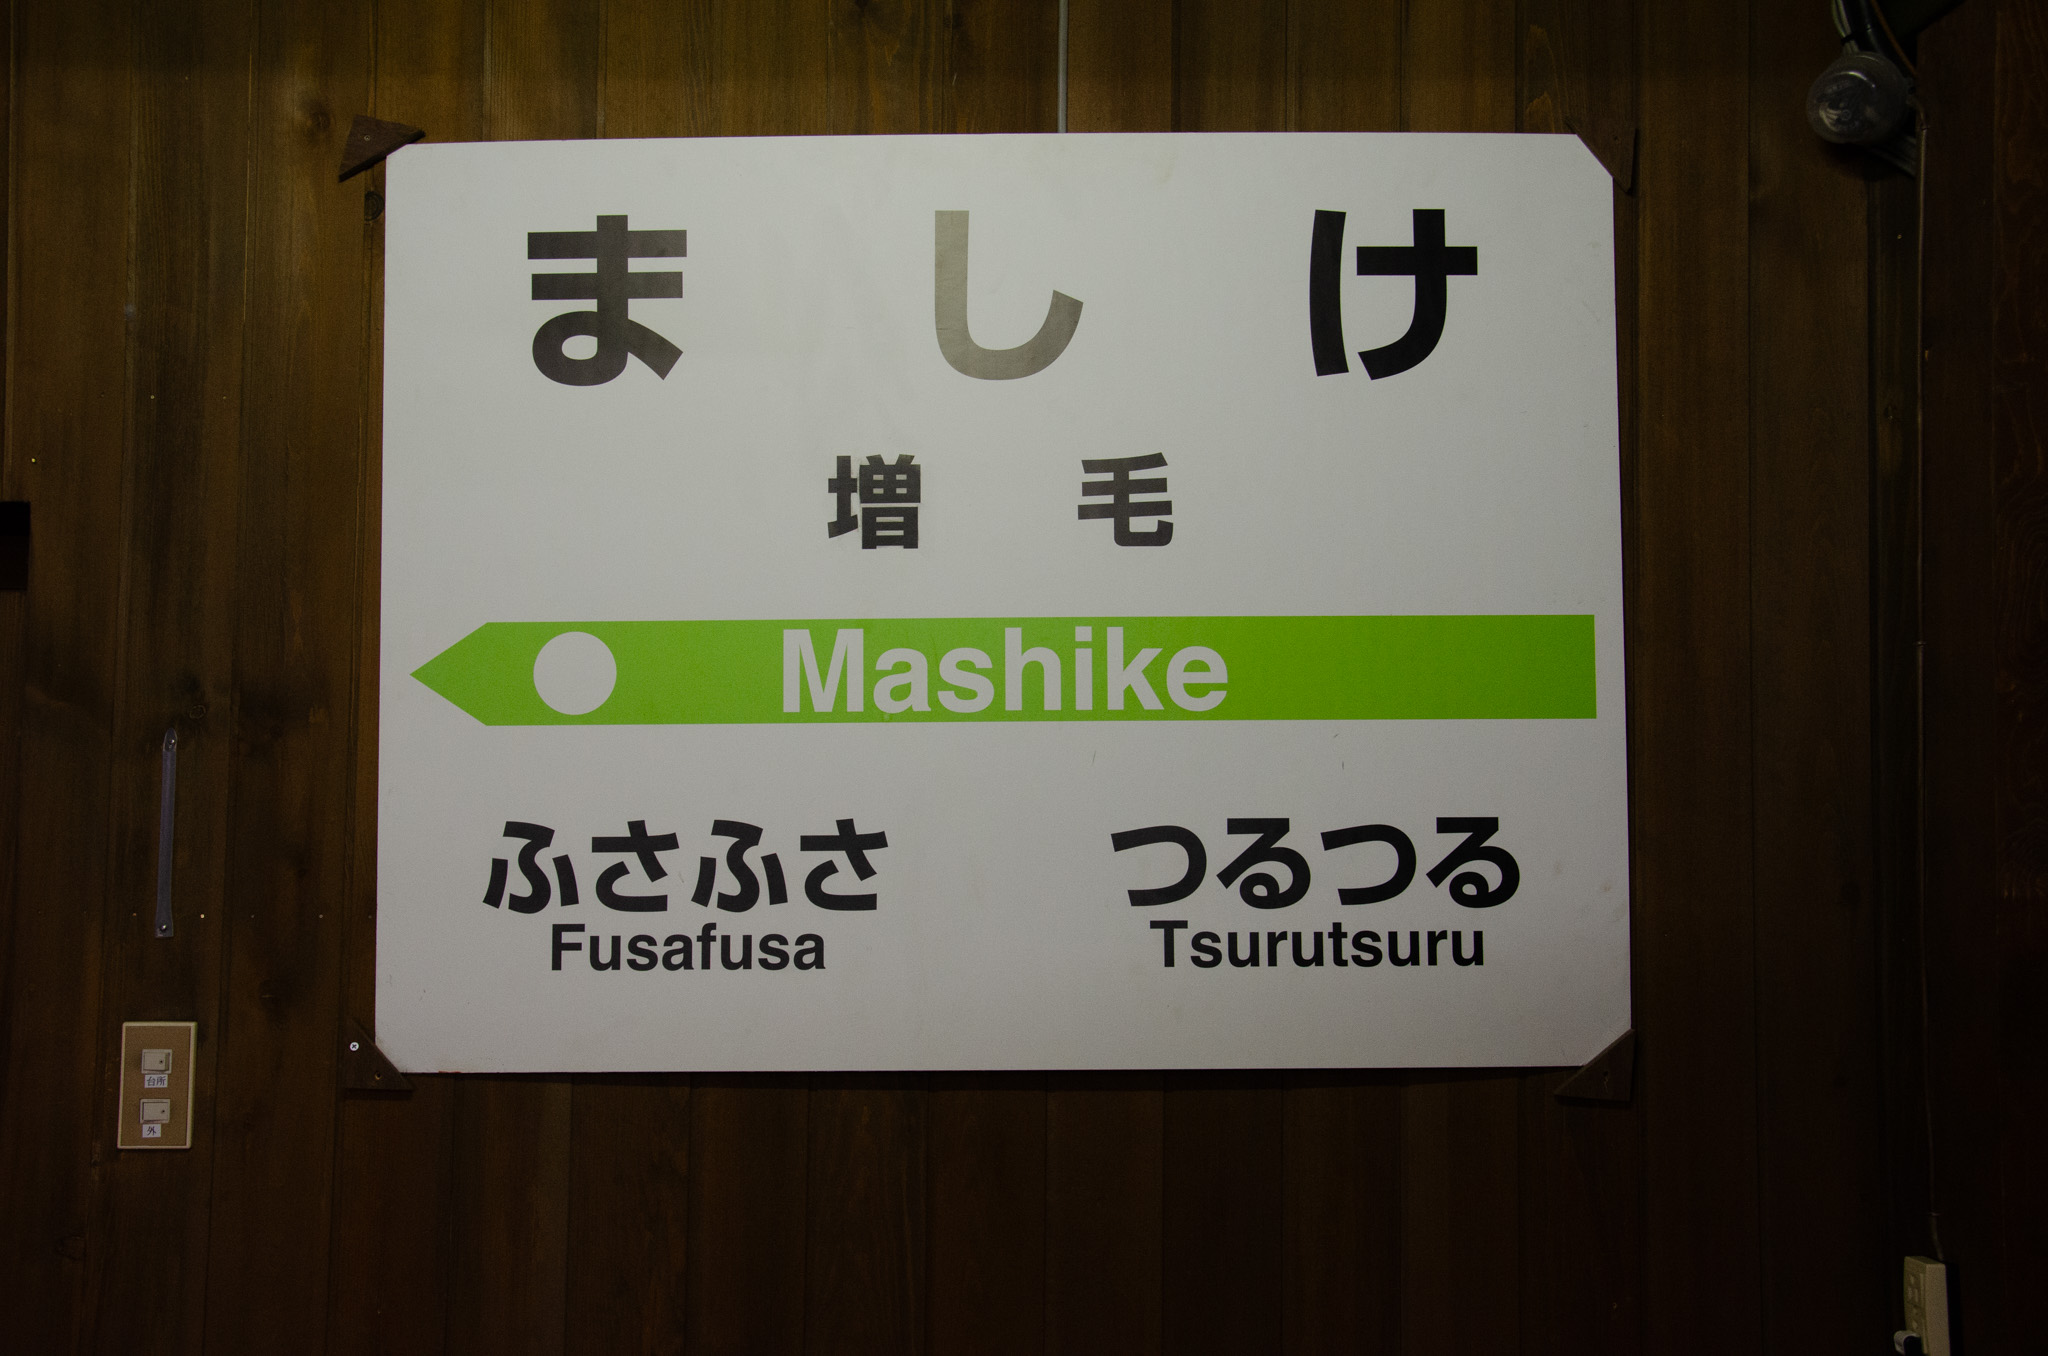 ましけ
増毛
Mashike
ふさふさ つるつる
Fusafusa Tsurutsuru
台所
外